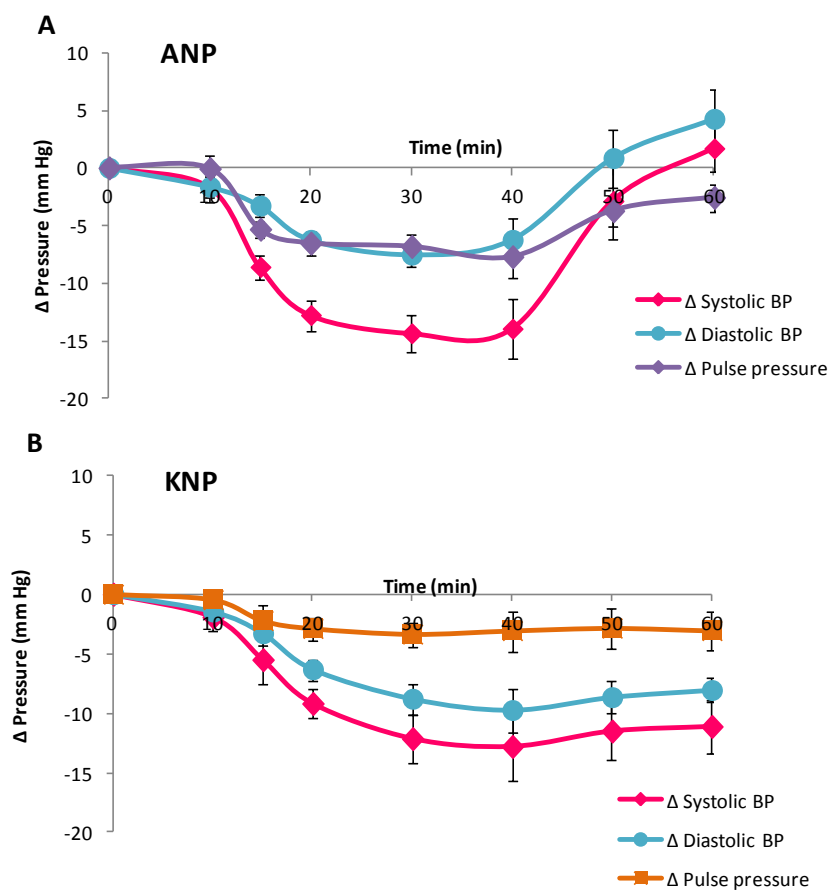 A
ANP
10
5
0
-5
-10
-15
-20
Δ Pressure (mm Hg)
Time (min)
0 10 20 30 40 50 60
Δ Systolic BP
Δ Diastolic BP
Δ Pulse pressure
B
KNP
10
5
0
-5
-10
-15
-20
Δ Pressure (mm Hg)
Time (min)
0 10 20 30 40 50 60
Δ Systolic BP
Δ Diastolic BP
Δ Pulse pressure